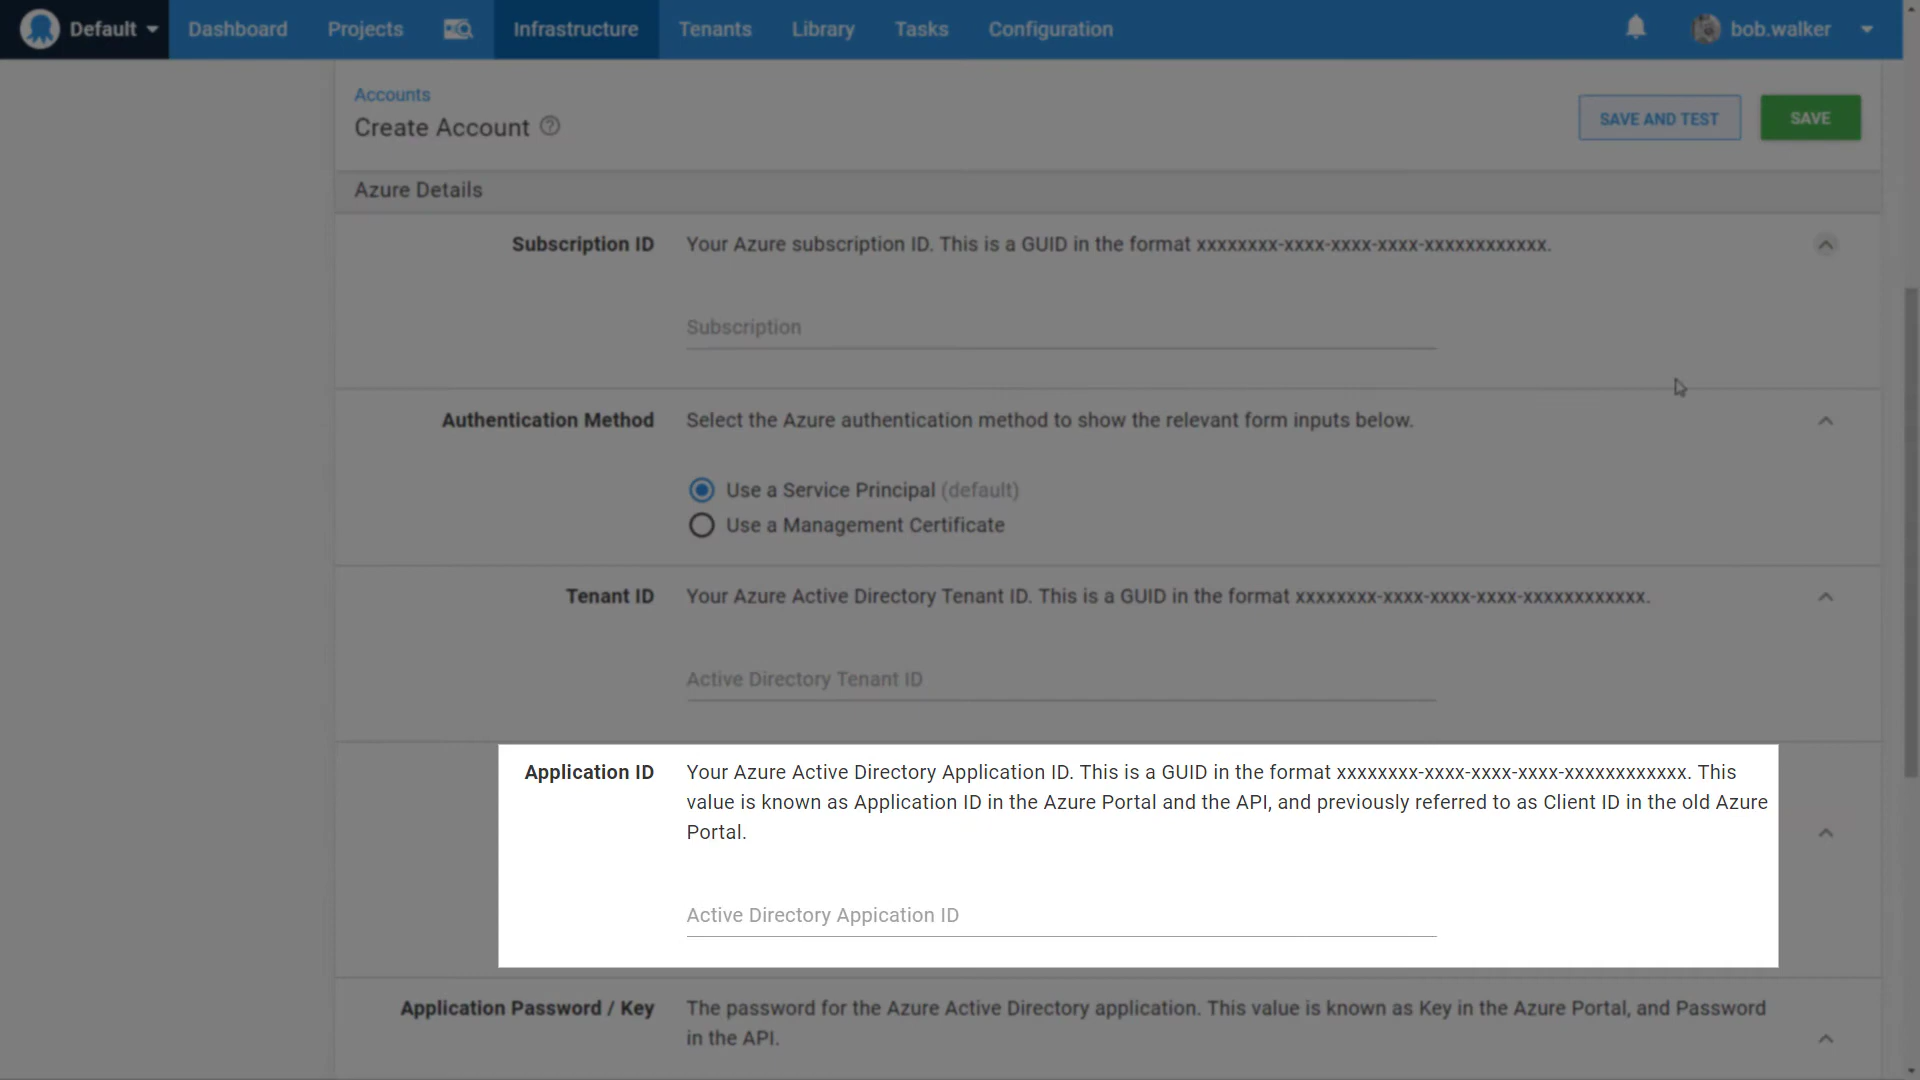 Default Dashboard Projects Infrastructure Tenants Library Tasks Configuration bob.walker
Accounts
Create Account
SAVE AND TEST SAVE
Azure Details
Subscription ID Your Azure subscription ID. This is a GUID in the format xxxxxxxx-xxxx-xxxx-xxxx-xxxxxxxxxxxx.
Subscription
Authentication Method Select the Azure authentication method to show the relevant form inputs below.
Use a Service Principal (default)
Use a Management Certificate
Tenant ID Your Azure Active Directory Tenant ID. This is a GUID in the format xxxxxxxx-xxxx-xxxx-xxxx-xxxxxxxxxxxx.
Active Directory Tenant ID
Application ID Your Azure Active Directory Application ID. This is a GUID in the format xxxxxxxx-xxxx-xxxx-xxxx-xxxxxxxxxxxx. This
value is known as Application ID in the Azure Portal and the API, and previously referred to as Client ID in the old Azure
Portal.
Active Directory Appication ID
Application Password / Key The password for the Azure Active Directory application. This value is known as Key in the Azure Portal, and Password
in the API.